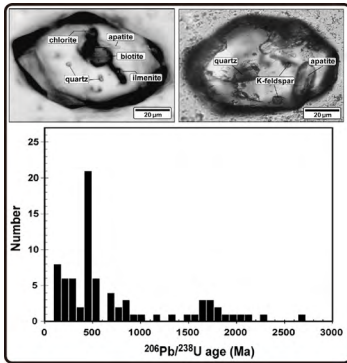 chlorite
apatite
biotite
quartz
ilmenite
20 µm
quartz
apatite
K-feldspar
20 µm
Number
25
20
15
10
5
0
0 500 1000 1500 2000 2500 3000
206Pb/238U age (Ma)